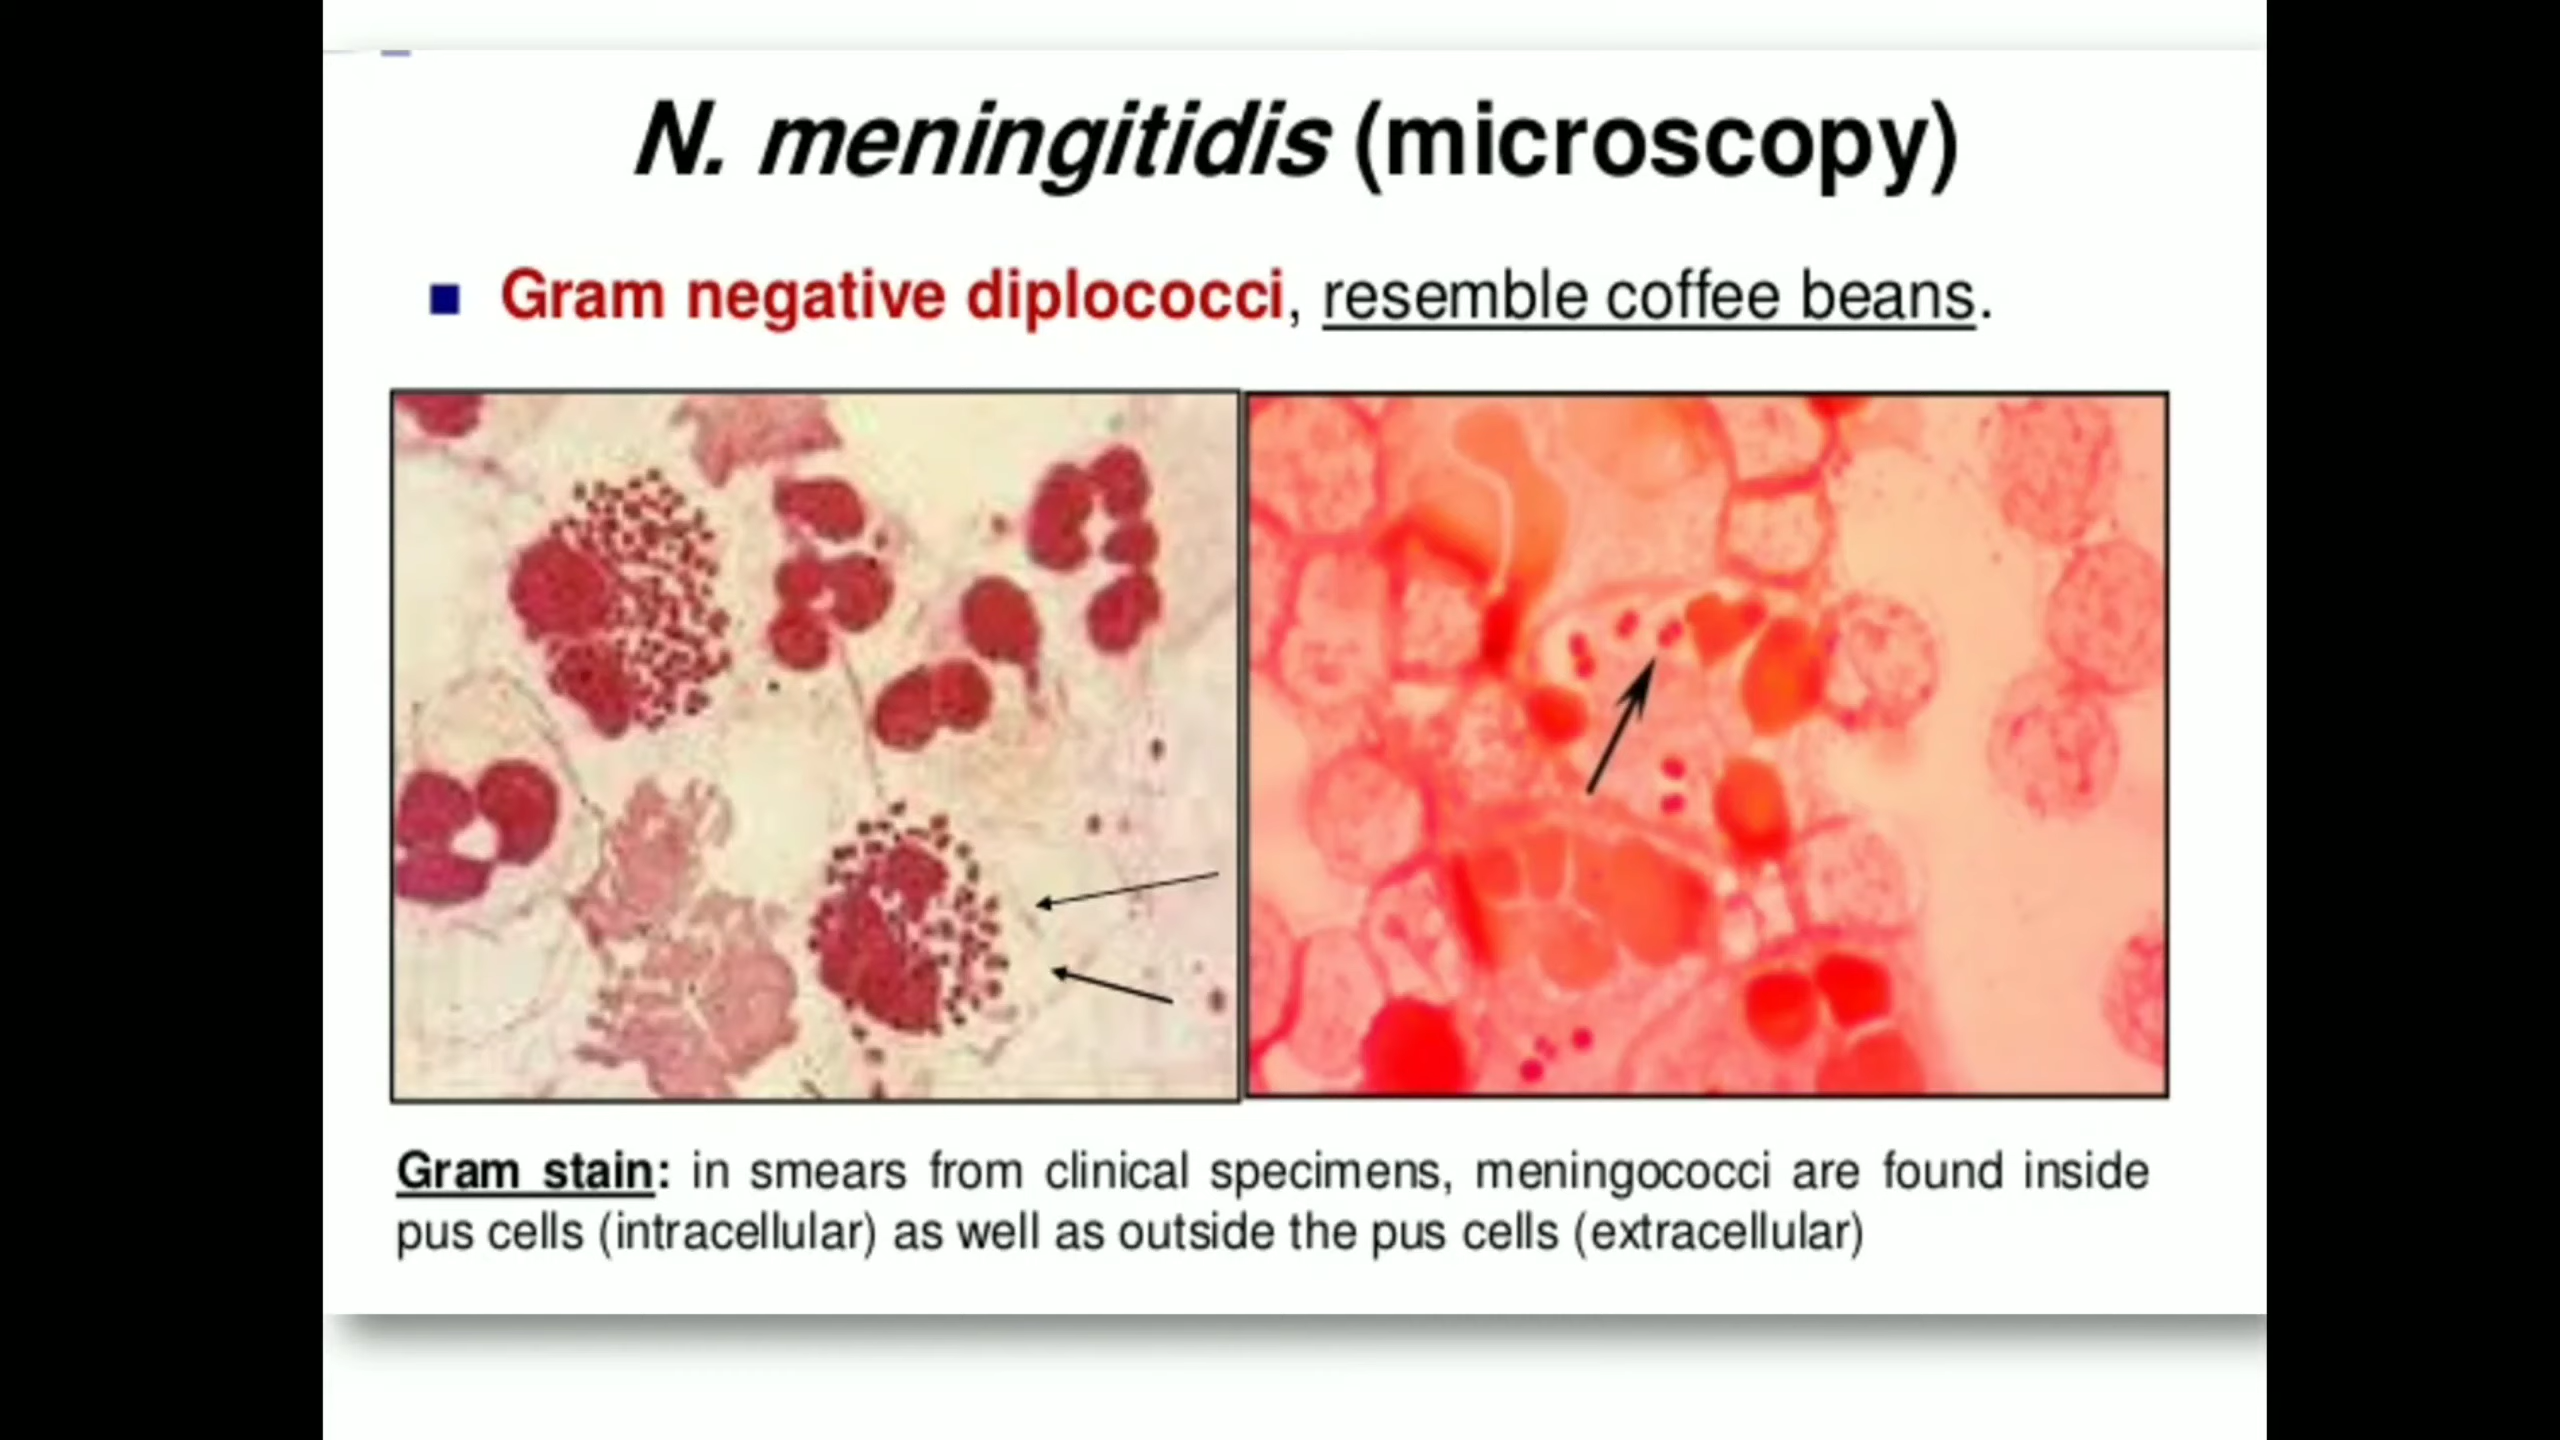 N. meningitidis (microscopy)
Gram negative diplococci, resemble coffee beans.
Gram stain: in smears from clinical specimens, meningococci are found inside
pus cells (intracellular) as well as outside the pus cells (extracellular)